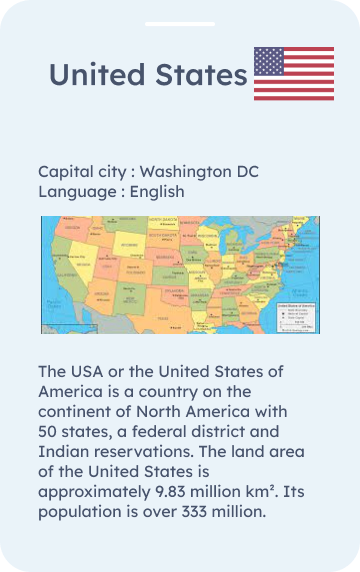 United States
Capital city : Washington DC
Language : English
The USA or the United States of
America is a country on the
continent of North America with
50 states, a federal district and
Indian reservations. The land area
of the United States is
approximately 9.83 million km². Its
population is over 333 million.